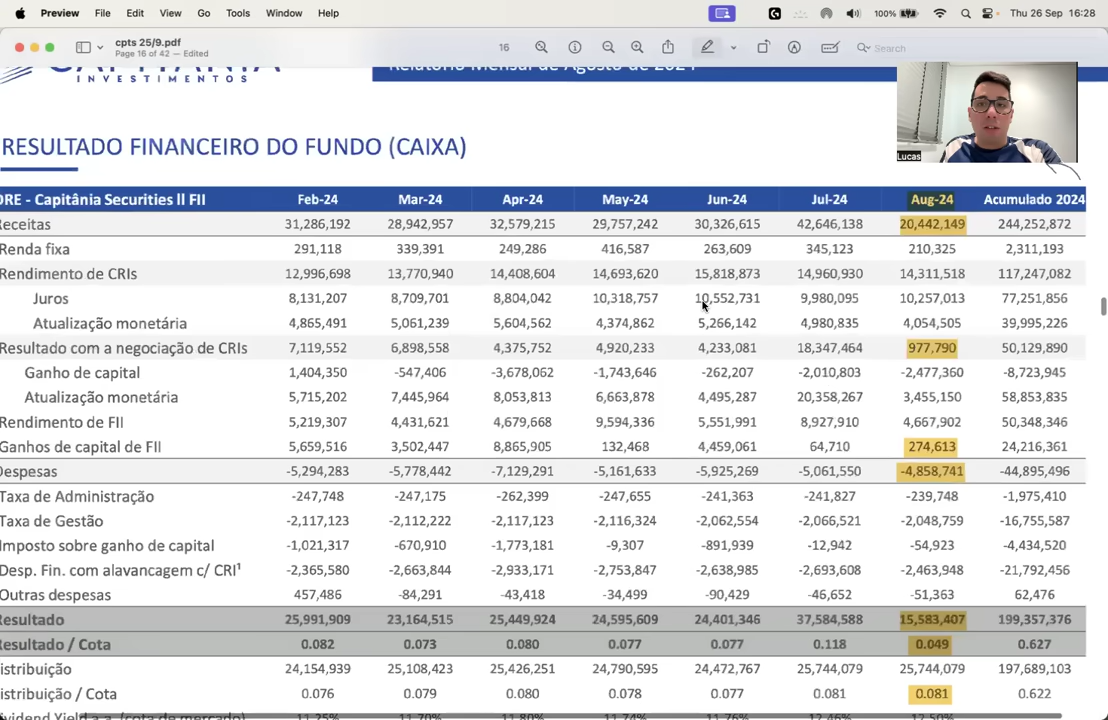 Preview File Edit View Go Tools Window Help 100% Thu 26 Sep 16:28
cpts 25/9.pdf
Page 16 of 42 — Edited
16
Search
INVESTIMENTOS
Relatório Mensal de Agosto de 2024
Lucas
RESULTADO FINANCEIRO DO FUNDO (CAIXA)
DRE - Capitânia Securities II FII Feb-24 Mar-24 Apr-24 May-24 Jun-24 Jul-24 Aug-24 Acumulado 2024
Receitas 31,286,192 28,942,957 32,579,215 29,757,242 30,326,615 42,646,138 20,442,149 244,252,872
Renda fixa 291,118 339,391 249,286 416,587 263,609 345,123 210,325 2,311,193
Rendimento de CRIs 12,996,698 13,770,940 14,408,604 14,693,620 15,818,873 14,960,930 14,311,518 117,247,082
Juros 8,131,207 8,709,701 8,804,042 10,318,757 10,552,731 9,980,095 10,257,013 77,251,856
Atualização monetária 4,865,491 5,061,239 5,604,562 4,374,862 5,266,142 4,980,835 4,054,505 39,995,226
Resultado com a negociação de CRIs 7,119,552 6,898,558 4,375,752 4,920,233 4,233,081 18,347,464 977,790 50,129,890
Ganho de capital 1,404,350 -547,406 -3,678,062 -1,743,646 -262,207 -2,010,803 -2,477,360 -8,723,945
Atualização monetária 5,715,202 7,445,964 8,053,813 6,663,878 4,495,287 20,358,267 3,455,150 58,853,835
Rendimento de FII 5,219,307 4,431,621 4,679,668 9,594,336 5,551,991 8,927,910 4,667,902 50,348,346
Ganhos de capital de FII 5,659,516 3,502,447 8,865,905 132,468 4,459,061 64,710 274,613 24,216,361
Despesas -5,294,283 -5,778,442 -7,129,291 -5,161,633 -5,925,269 -5,061,550 -4,858,741 -44,895,496
Taxa de Administração -247,748 -247,175 -262,399 -247,655 -241,363 -241,827 -239,748 -1,975,410
Taxa de Gestão -2,117,123 -2,112,222 -2,117,123 -2,116,324 -2,062,554 -2,066,521 -2,048,759 -16,755,587
Imposto sobre ganho de capital -1,021,317 -670,910 -1,773,181 -9,307 -891,939 -12,942 -54,923 -4,434,520
Desp. Fin. com alavancagem c/ CRI¹ -2,365,580 -2,663,844 -2,933,171 -2,753,847 -2,638,985 -2,693,608 -2,463,948 -21,792,456
Outras despesas 457,486 -84,291 -43,418 -34,499 -90,429 -46,652 -51,363 62,476
Resultado 25,991,909 23,164,515 25,449,924 24,595,609 24,401,346 37,584,588 15,583,407 199,357,376
Resultado / Cota 0.082 0.073 0.080 0.077 0.077 0.118 0.049 0.627
istribuição 24,154,939 25,108,423 25,426,251 24,790,595 24,472,767 25,744,079 25,744,079 197,689,103
istribuição / Cota 0.076 0.079 0.080 0.078 0.077 0.081 0.081 0.622
ividend Yield a.a. (cota de mercado) 11.25% 11.70% 11.80% 11.74% 11.76% 12.46% 12.50%